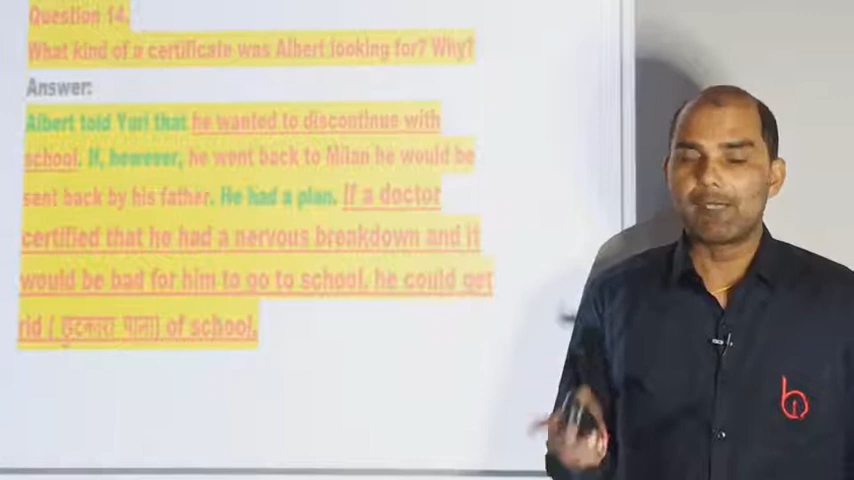 Question 14.
What kind of a certificate was Albert looking for? Why?
Answer:
Albert told Yuri that he wanted to discontinue with
school. If, however, he went back to Milan he would be
sent back by his father. He had a plan. If a doctor
certified that he had a nervous breakdown and it
would be bad for him to go to school, he could get
rid ( छुटकारा पाना) of school.